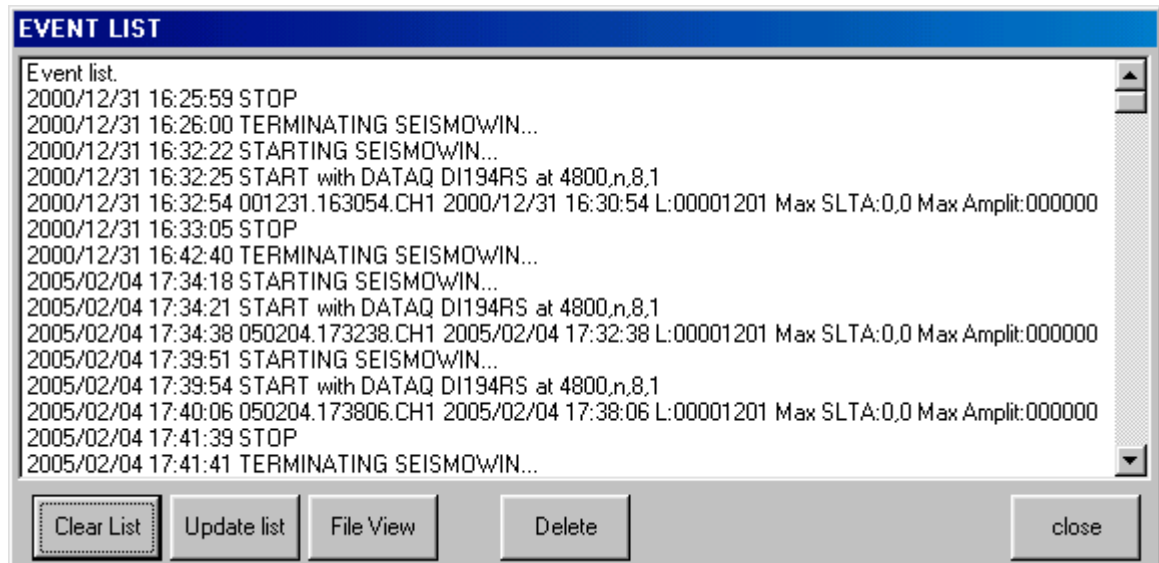 EVENT LIST
Event list.
2000/12/31 16:25:59 STOP
2000/12/31 16:26:00 TERMINATING SEISMOWIN...
2000/12/31 16:32:22 STARTING SEISMOWIN...
2000/12/31 16:32:25 START with DATAQ DI194RS at 4800,n,8,1
2000/12/31 16:32:54 001231.163054.CH1 2000/12/31 16:30:54 L:00001201 Max SLTA:0,0 Max Amplit:000000
2000/12/31 16:33:05 STOP
2000/12/31 16:42:40 TERMINATING SEISMOWIN...
2005/02/04 17:34:18 STARTING SEISMOWIN...
2005/02/04 17:34:21 START with DATAQ DI194RS at 4800,n,8,1
2005/02/04 17:34:38 050204.173238.CH1 2005/02/04 17:32:38 L:00001201 Max SLTA:0,0 Max Amplit:000000
2005/02/04 17:39:51 STARTING SEISMOWIN...
2005/02/04 17:39:54 START with DATAQ DI194RS at 4800,n,8,1
2005/02/04 17:40:06 050204.173806.CH1 2005/02/04 17:38:06 L:00001201 Max SLTA:0,0 Max Amplit:000000
2005/02/04 17:41:39 STOP
2005/02/04 17:41:41 TERMINATING SEISMOWIN...
Clear List Update list File View Delete close